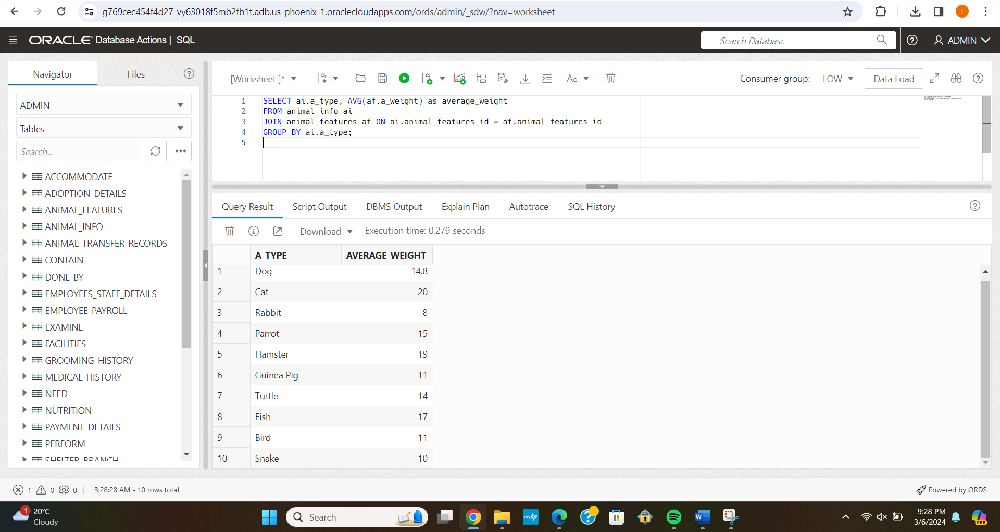 g769cec454f4d27-vy63018f5mb2fb1t.adb.us-phoenix-1.oraclecloudapps.com/ords/admin/_sdw/?nav=worksheet
I
ORACLE Database Actions | SQL
Search Database
ADMIN
Navigator
Files
[Worksheet ]*
Aa
Consumer group:
LOW
Data Load
ADMIN
Tables
Search...
1 SELECT ai.a_type, AVG(af.a_weight) as average_weight
2 FROM animal_info ai
3 JOIN animal_features af ON ai.animal_features_id = af.animal_features_id
4 GROUP BY ai.a_type;
5
ACCOMMODATE
ADOPTION_DETAILS
ANIMAL_FEATURES
ANIMAL_INFO
ANIMAL_TRANSFER_RECORDS
CONTAIN
DONE_BY
EMPLOYEES_STAFF_DETAILS
EMPLOYEE_PAYROLL
EXAMINE
FACILITIES
GROOMING_HISTORY
MEDICAL_HISTORY
NEED
NUTRITION
PAYMENT_DETAILS
PERFORM
SHELTER_BRANCH
Query Result
Script Output
DBMS Output
Explain Plan
Autotrace
SQL History
Download
Execution time: 0.279 seconds
A_TYPE AVERAGE_WEIGHT
1 Dog 14.8
2 Cat 20
3 Rabbit 8
4 Parrot 15
5 Hamster 19
6 Guinea Pig 11
7 Turtle 14
8 Fish 17
9 Bird 11
10 Snake 10
1 0 0 | 3:28:28 AM - 10 rows total
Powered by ORDS
1
20°C
Cloudy
Search
myhp
W
9:28 PM
3/6/2024
PRE